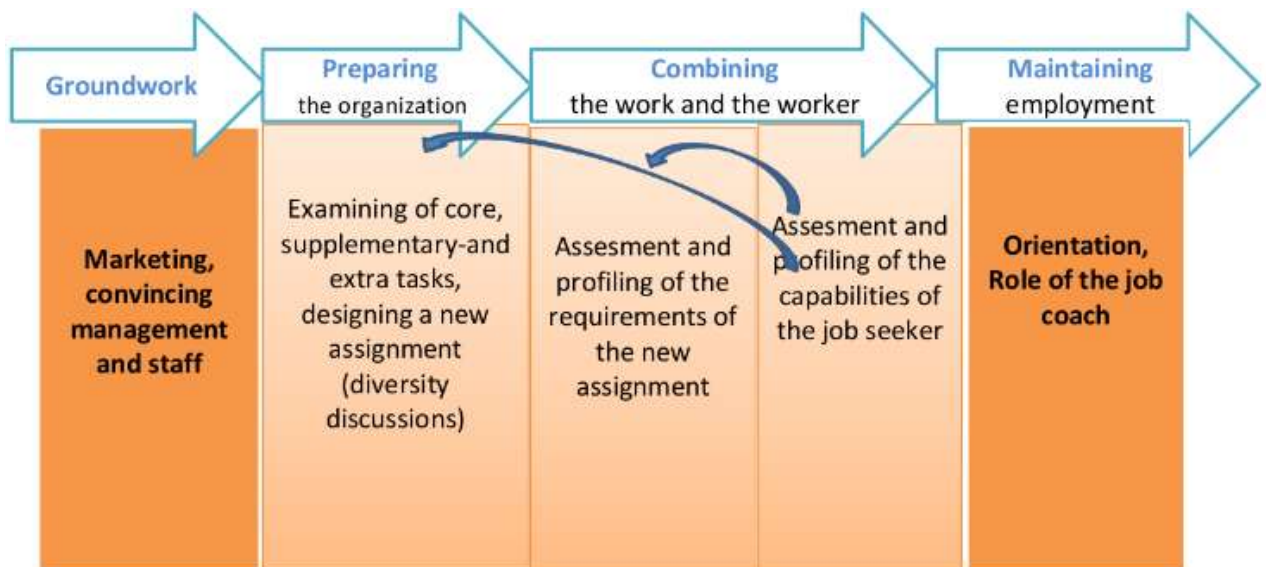 Groundwork
Preparing
the organization
Combining
the work and the worker
Maintaining
employment
Marketing,
convincing
management
and staff
Examining of core,
supplementary-and
extra tasks,
designing a new
assignment
(diversity
discussions)
Assesment and
profiling of the
requirements of
the new
assignment
Assesment and
profiling of the
capabilities of
the job seeker
Orientation,
Role of the job
coach